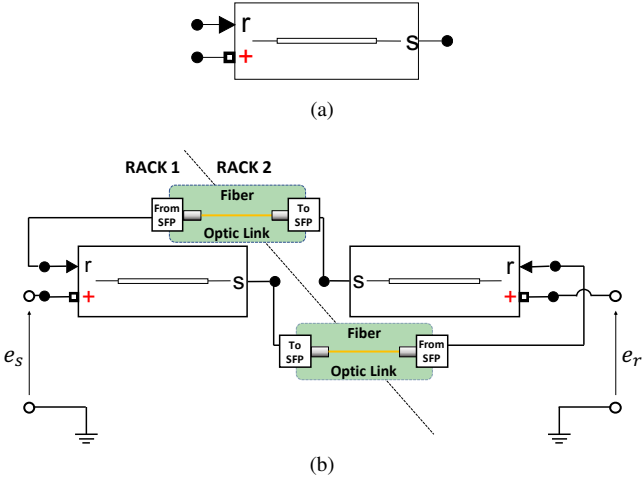 r
+
s
(a)
RACK 1
RACK 2
Fiber
From
SFP
To
SFP
Optic Link
r
+
s
s
r
+
Fiber
To
SFP
From
SFP
Optic Link
e_s
e_r
(b)